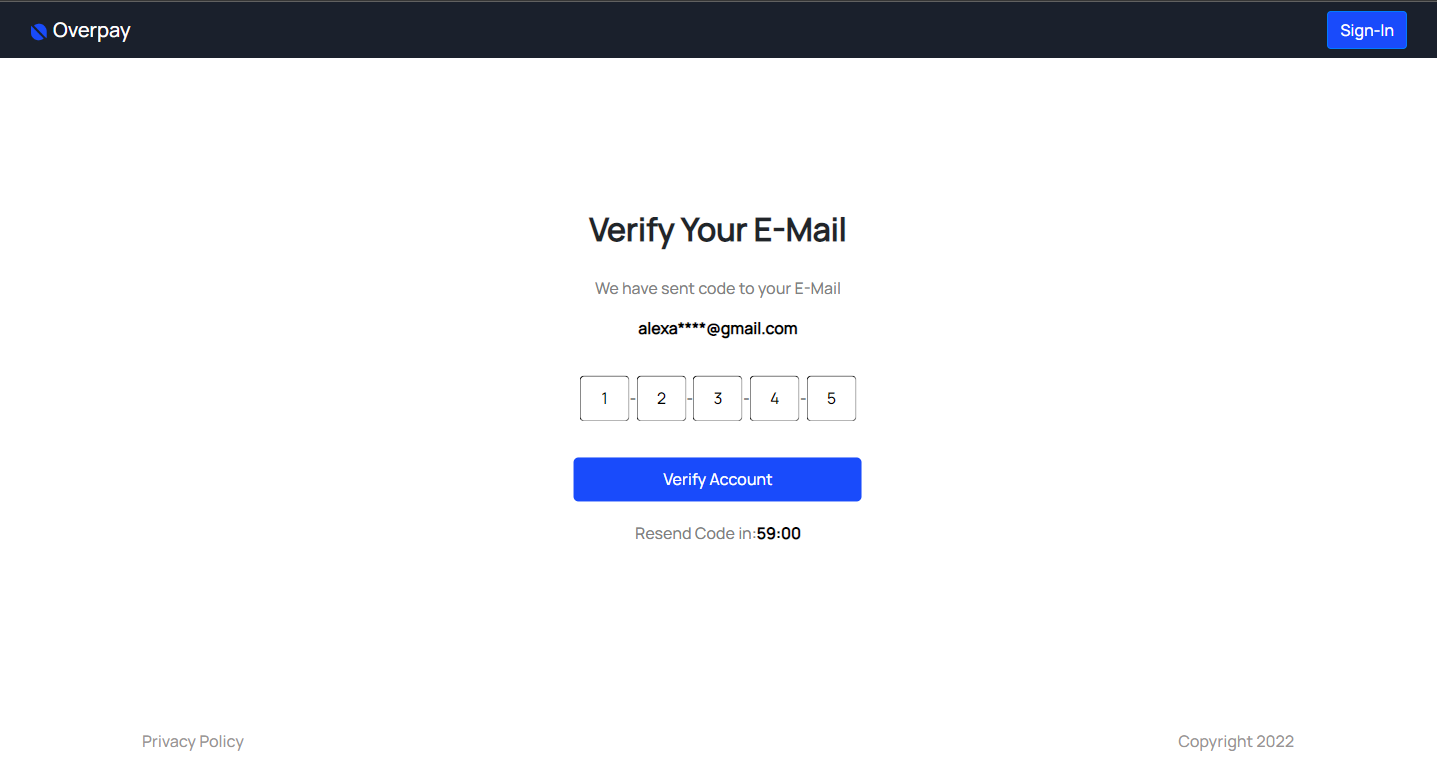 Overpay Sign-In
Verify Your E-Mail
We have sent code to your E-Mail
alexa****@gmail.com
1 - 2 - 3 - 4 - 5
Verify Account
Resend Code in:59:00
Privacy Policy Copyright 2022